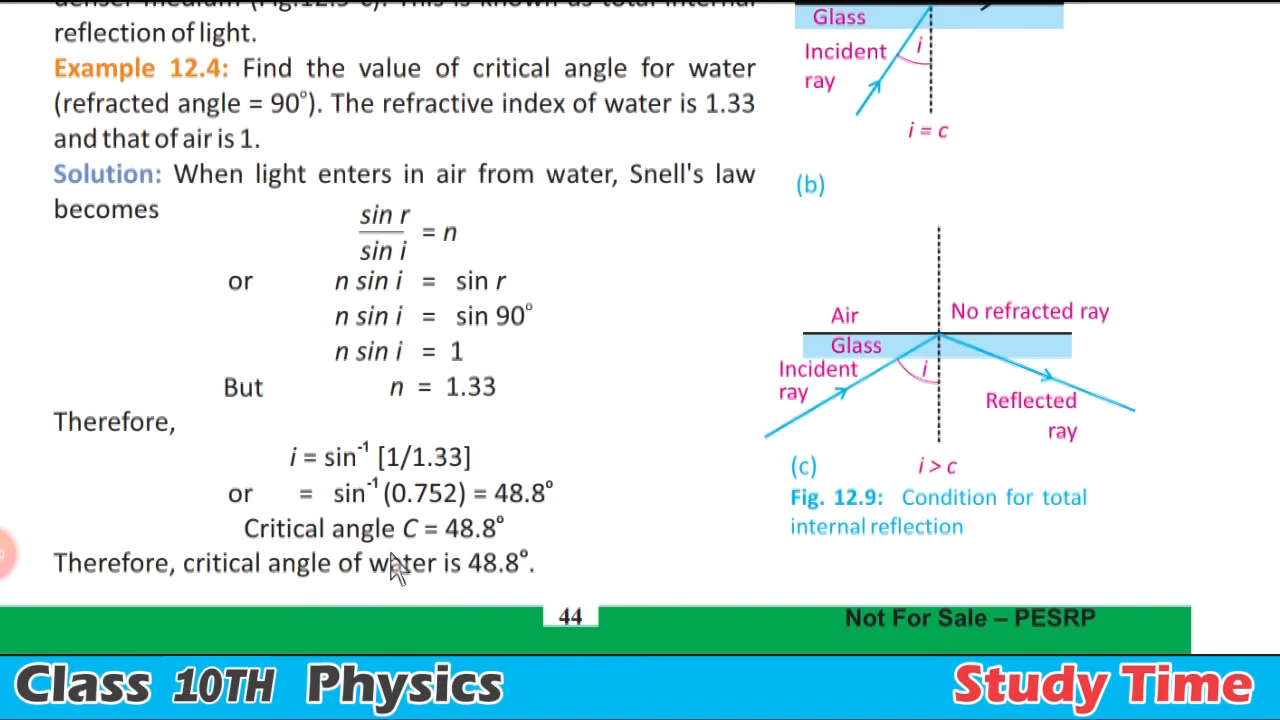 reflection of light.
Example 12.4: Find the value of critical angle for water
(refracted angle = 90°). The refractive index of water is 1.33
and that of air is 1.
Solution: When light enters in air from water, Snell's law
becomes
sin r
sin i
= n
or n sin i = sin r
n sin i = sin 90°
n sin i = 1
But n = 1.33
Therefore,
i = sin⁻¹ [1/1.33]
or = sin⁻¹ (0.752) = 48.8°
Critical angle C = 48.8°
Therefore, critical angle of water is 48.8°.
Glass
Incident
ray
i
i = c
(b)
Air
No refracted ray
Glass
Incident
ray
i
Reflected
ray
(c)
i > c
Fig. 12.9: Condition for total
internal reflection
44
Not For Sale – PESRP
Class 10TH Physics
Study Time